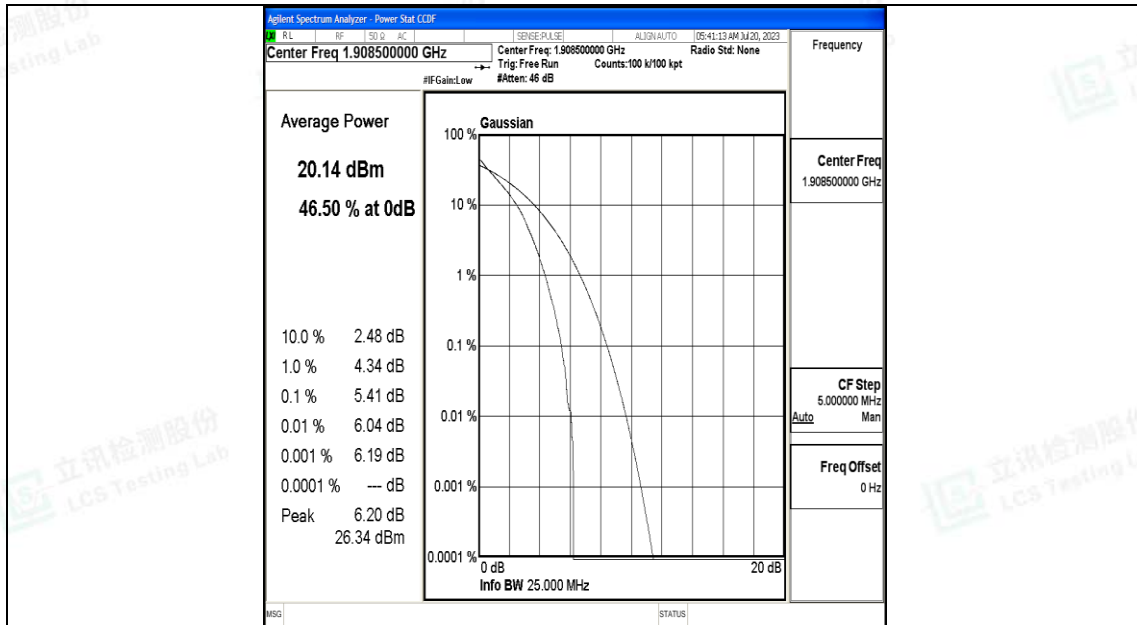 Agilent Spectrum Analyzer - Power Stat CCDF
RL RF 50 Ω AC SENSE:PULSE ALIGN AUTO 05:41:13 AM Jul 20, 2023
Center Freq 1.908500000 GHz
Center Freq: 1.908500000 GHz Radio Std: None
Trig: Free Run Counts:100 k/100 kpt
#IFGain:Low #Atten: 46 dB
Frequency
Average Power
20.14 dBm
46.50 % at 0dB
10.0 % 2.48 dB
1.0 % 4.34 dB
0.1 % 5.41 dB
0.01 % 6.04 dB
0.001 % 6.19 dB
0.0001 % --- dB
Peak 6.20 dB
26.34 dBm
Gaussian
100 %
10 %
1 %
0.1 %
0.01 %
0.001 %
0.0001 %
0 dB 20 dB
Info BW 25.000 MHz
Center Freq
1.908500000 GHz
CF Step
5.000000 MHz
Auto Man
Freq Offset
0 Hz
MSG STATUS
立讯检测股份
LCS Testing Lab